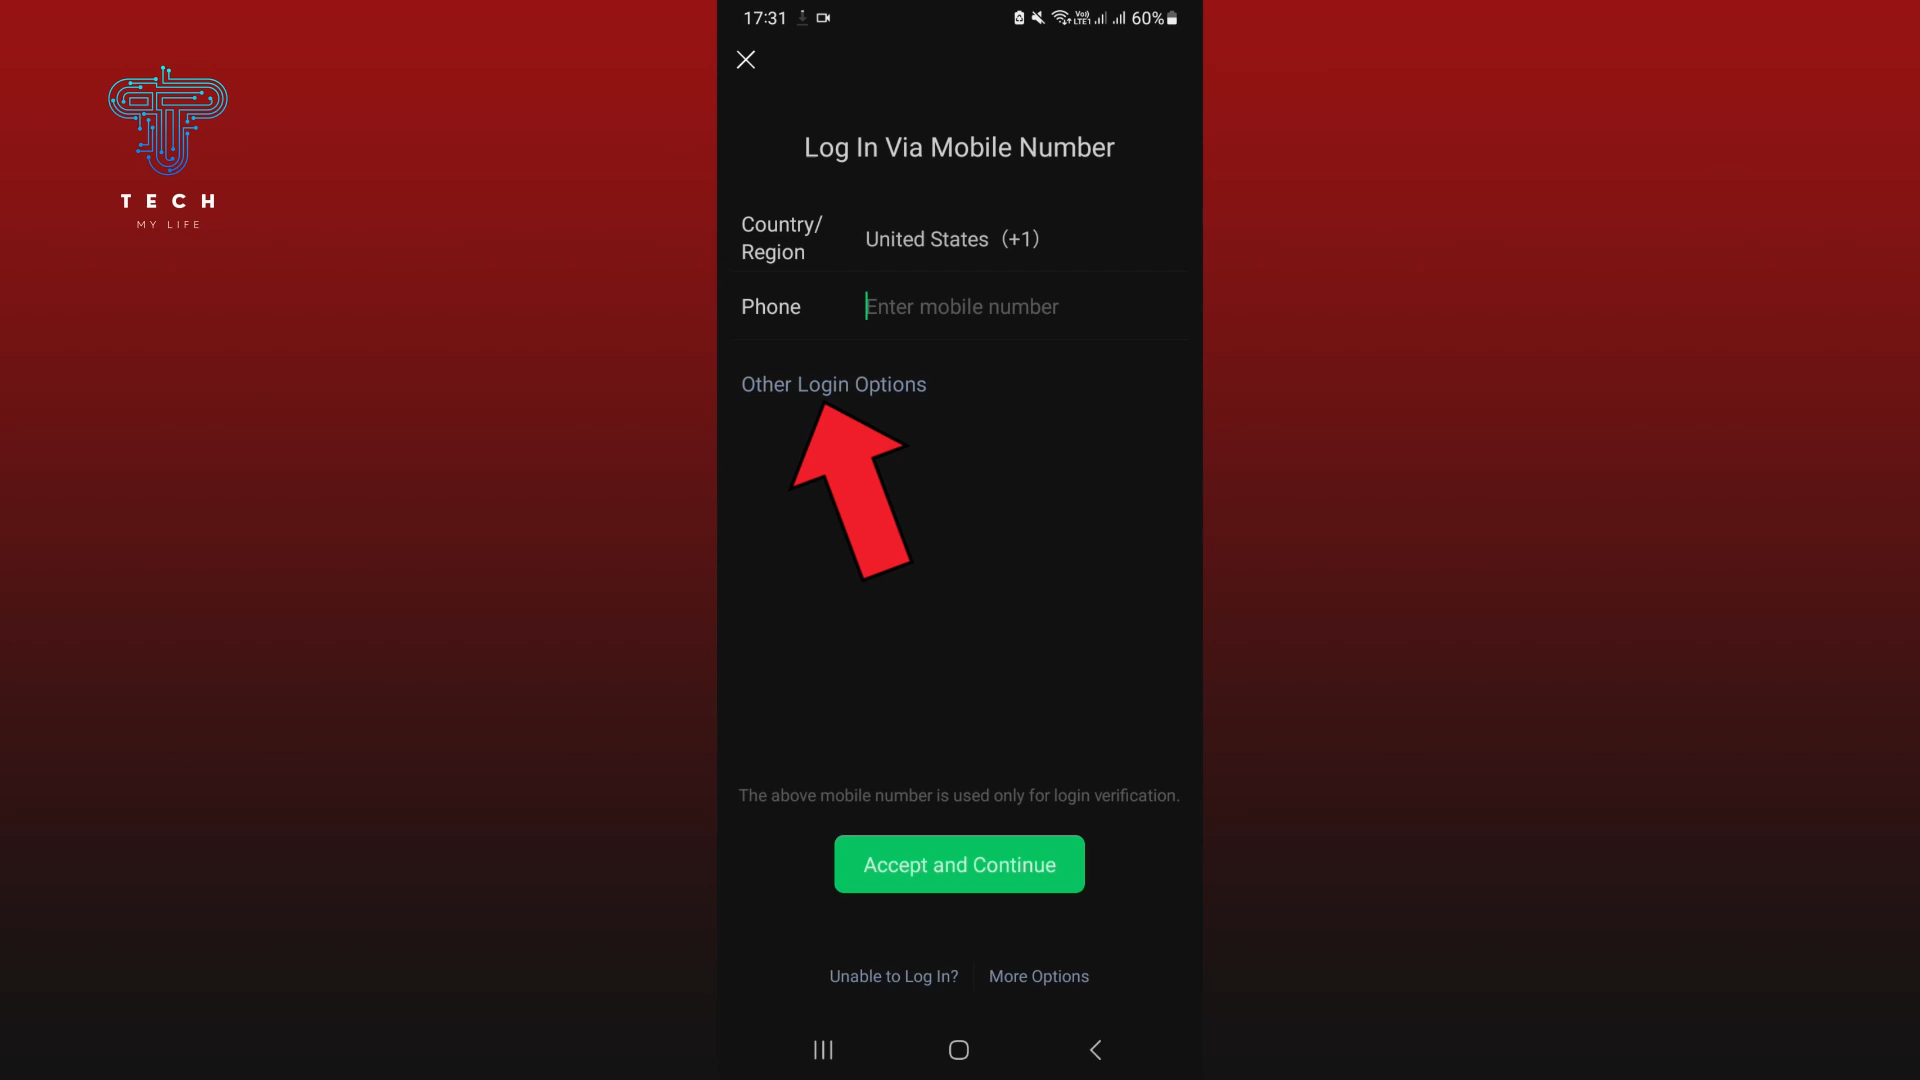 17:31
60%
TECH
MY LIFE
Log In Via Mobile Number
Country/
Region
United States (+1)
Phone
Enter mobile number
Other Login Options
The above mobile number is used only for login verification.
Accept and Continue
Unable to Log In?
More Options